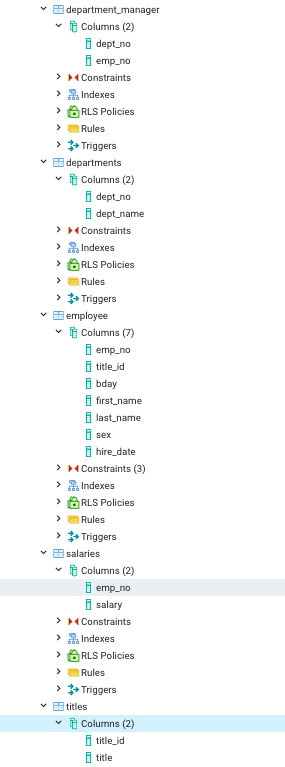 department_manager
Columns (2)
dept_no
emp_no
Constraints
Indexes
RLS Policies
Rules
Triggers
departments
Columns (2)
dept_no
dept_name
Constraints
Indexes
RLS Policies
Rules
Triggers
employee
Columns (7)
emp_no
title_id
bday
first_name
last_name
sex
hire_date
Constraints (3)
Indexes
RLS Policies
Rules
Triggers
salaries
Columns (2)
emp_no
salary
Constraints
Indexes
RLS Policies
Rules
Triggers
titles
Columns (2)
title_id
title